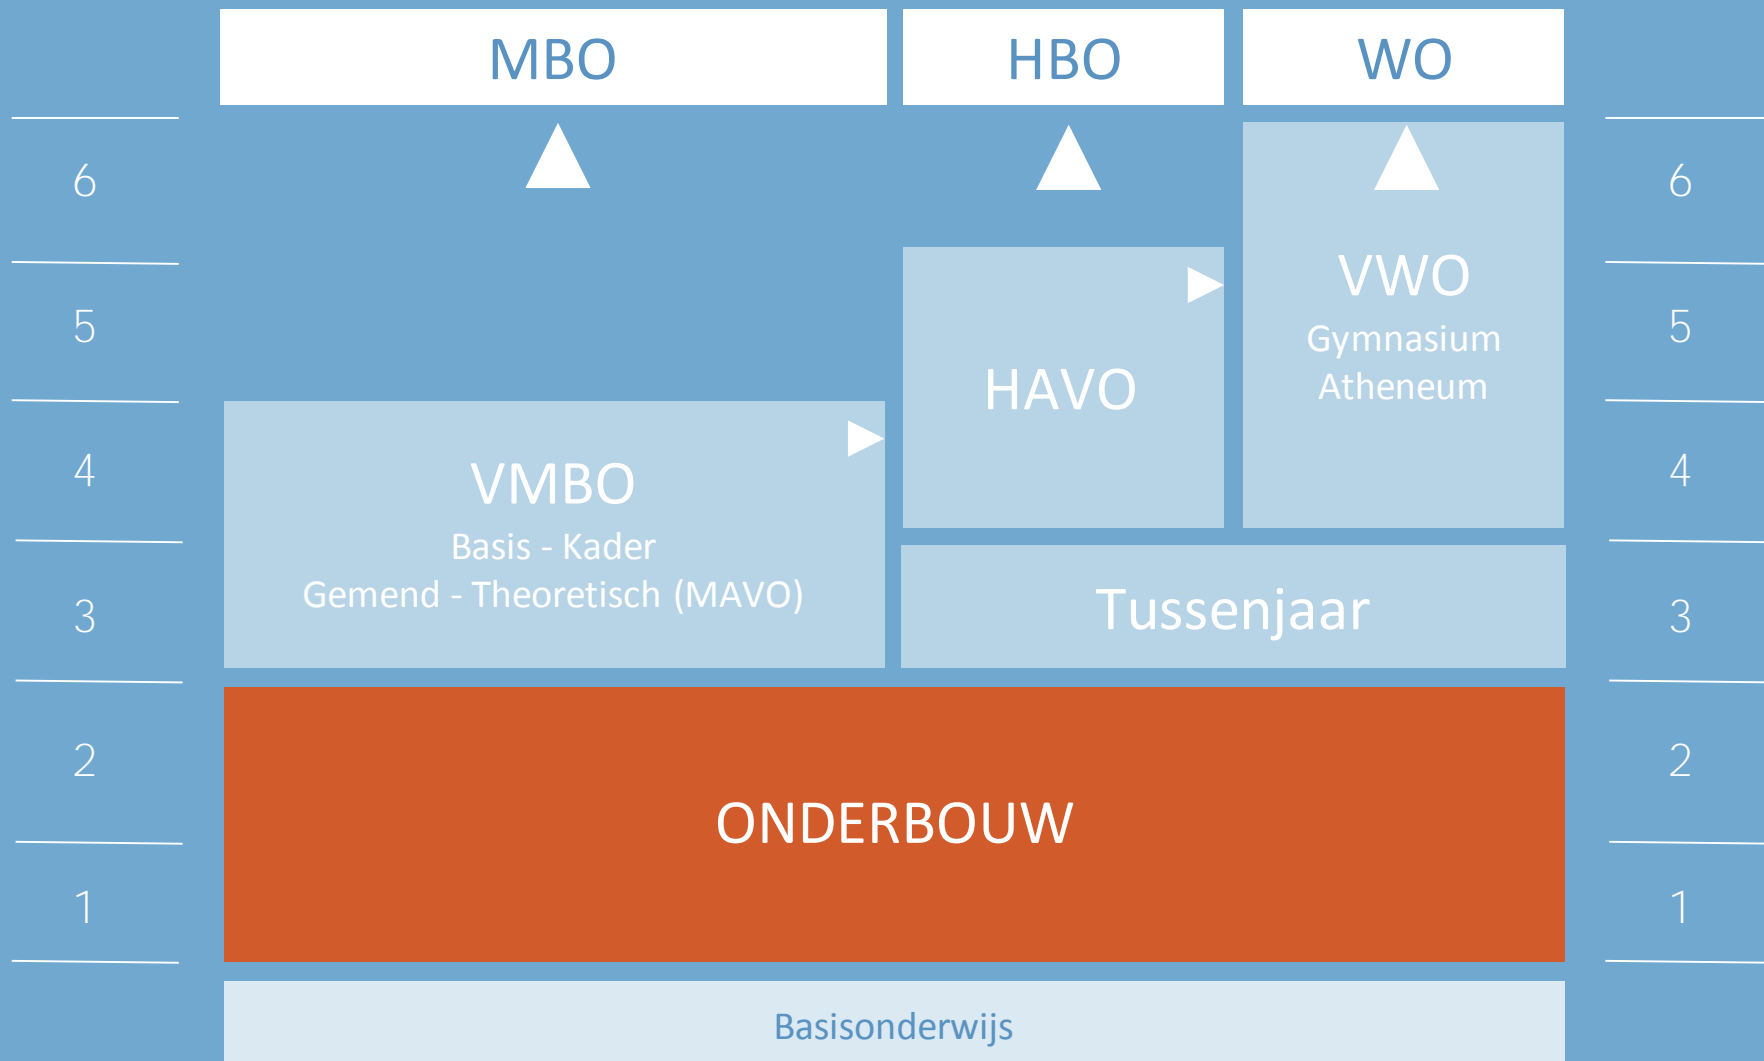 MBO
HBO
WO
6
6
5
5
4
4
3
3
2
2
1
1
VWO
Gymnasium
Atheneum
HAVO
VMBO
Basis - Kader
Gemend - Theoretisch (MAVO)
Tussenjaar
ONDERBOUW
Basisonderwijs